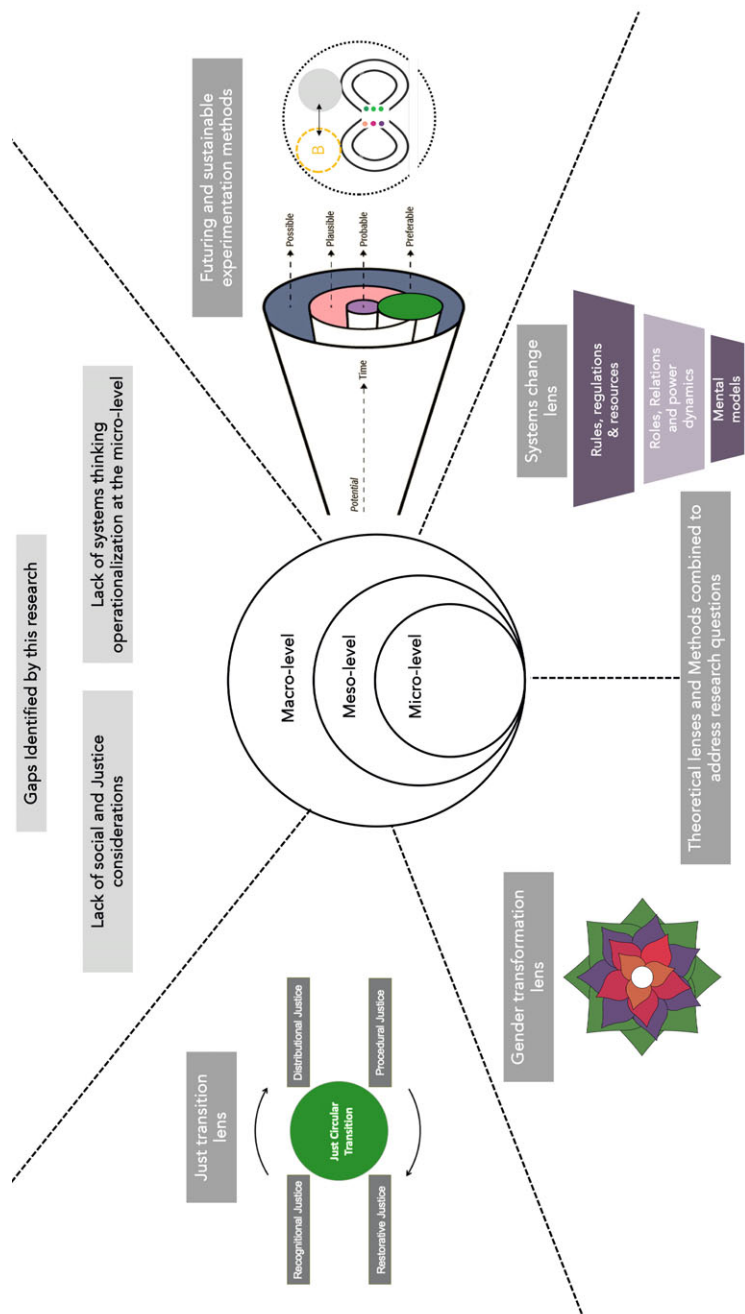 Gaps Identified by this research
Lack of social and Justice
considerations
Lack of systems thinking
operationalization at the micro-level
Just transition
lens
Recognitional Justice
Distributional Justice
Just Circular
Transition
Restorative Justice
Procedural Justice
Macro-level
Meso-level
Micro-level
Futuring and sustainable
experimentation methods
Potential
Time
Possible
Plausible
Probable
Preferable
B
Gender transformation
lens
Theoretical lenses and Methods combined to
address research questions
Systems change
lens
Rules, regulations
& resources
Roles, Relations
and power
dynamics
Mental
models